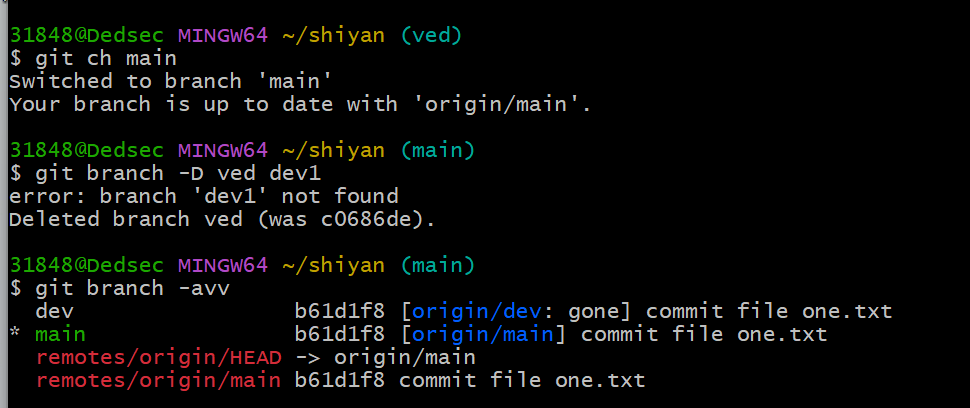 31848@Dedsec MINGW64 ~/shiyan (ved)
$ git ch main
Switched to branch 'main'
Your branch is up to date with 'origin/main'.
31848@Dedsec MINGW64 ~/shiyan (main)
$ git branch -D ved dev1
error: branch 'dev1' not found
Deleted branch ved (was c0686de).
31848@Dedsec MINGW64 ~/shiyan (main)
$ git branch -avv
dev b61d1f8 [origin/dev: gone] commit file one.txt
* main b61d1f8 [origin/main] commit file one.txt
remotes/origin/HEAD -> origin/main
remotes/origin/main b61d1f8 commit file one.txt